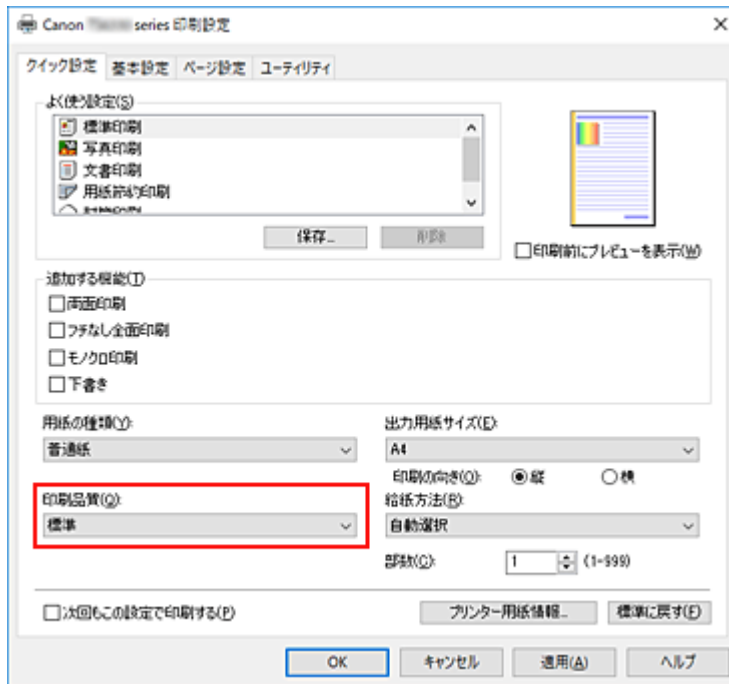 Canon series 印刷設定
クイック設定 基本設定 ページ設定 ユーティリティ
よく使う設定(S)
標準印刷
写真印刷
文書印刷
用紙節約印刷
保存...
削除
印刷前にプレビューを表示(W)
追加する機能(T)
両面印刷
フチなし全面印刷
モノクロ印刷
下書き
用紙の種類(Y):
普通紙
出力用紙サイズ(E):
A4
印刷の向き(O): 縦 横
印刷品質(Q):
標準
給紙方法(R):
自動選択
部数(C): 1 (1-999)
次回もこの設定で印刷する(P)
プリンター用紙情報...
標準に戻す(F)
OK キャンセル 適用(A) ヘルプ